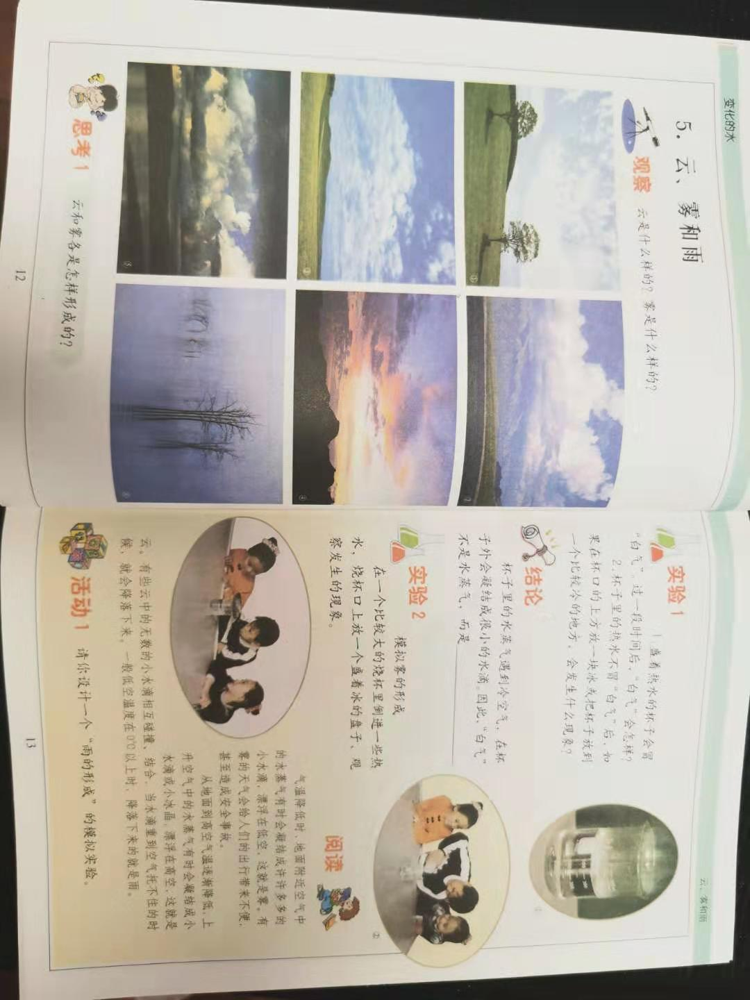 变化的水
5. 云、雾和雨
观察 云是什么样的？雾是什么样的？
①
②
③
④
⑤
⑥
思考1 云和雾各是怎样形成的？
12
云、雾和雨
实验1 1.盛着热水的杯子会冒
“白气”，过一段时间后，“白气”会怎样？
2.杯子里的热水不冒“白气”后，如
果在杯口的上方放一块冰或把杯子放到
一个比较冷的地方，会发生什么现象？
①
结论
杯子里的水蒸气遇到冷空气，在杯
子外会凝结成很小的水滴。因此，“白气”
不是水蒸气，而是
实验2 模拟雾的形成
在一个比较大的烧杯里倒进一些热
水，烧杯口上放一个盛着冰的盘子，观
察发生的现象。
②
阅读
气温降低时，地面附近空气中
的水蒸气有时会凝结成许许多多的
小水滴，漂浮在低空，这就是雾。有
雾的天气会给人们的出行带来不便，
甚至造成安全事故。
从地面到高空气温逐渐降低，上
升空气中的水蒸气有时会凝结成小
水滴或小冰晶，漂浮在高空，这就是
云。有些云中的无数的小水滴相互碰撞、结合，当水滴重到空气托不住的时
候，就会降落下来。一般低空温度在0℃以上时，降落下来的就是雨。
活动1 请你设计一个“雨的形成”的模拟实验。
13